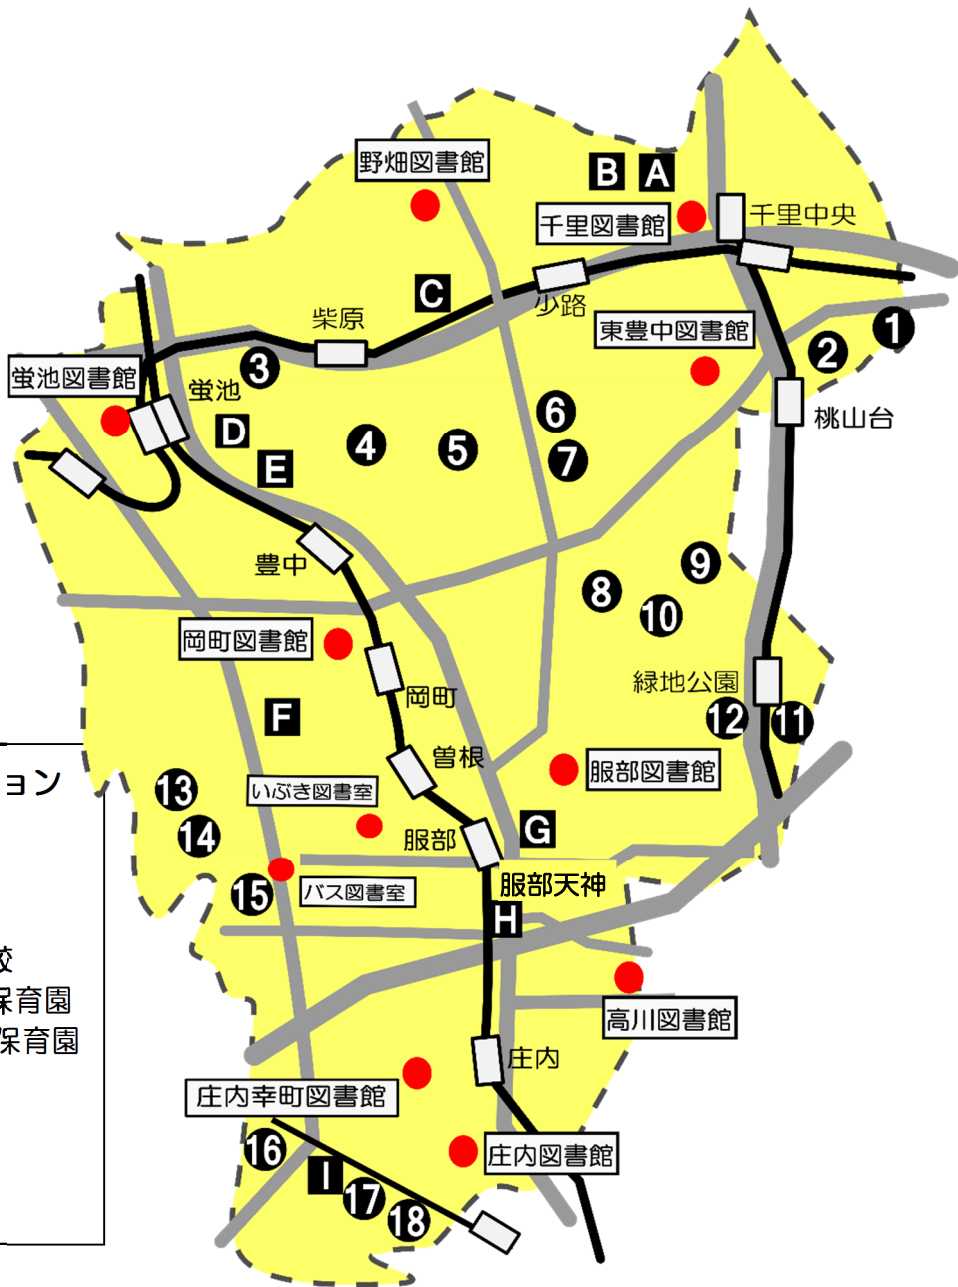 野畑図書館
B
A
千里図書館
千里中央
C
少路
柴原
東豊中図書館
1
2
3
蛍池図書館
蛍池
D
E
4
5
6
7
桃山台
豊中
8
9
10
岡町図書館
岡町
緑地公園
12
11
F
曽根
服部図書館
ョン
13
14
いぶき図書室
服部
G
服部天神
15
バス図書室
H
校
保育園
保育園
高川図書館
庄内
庄内幸町図書館
庄内図書館
16
I
17
18